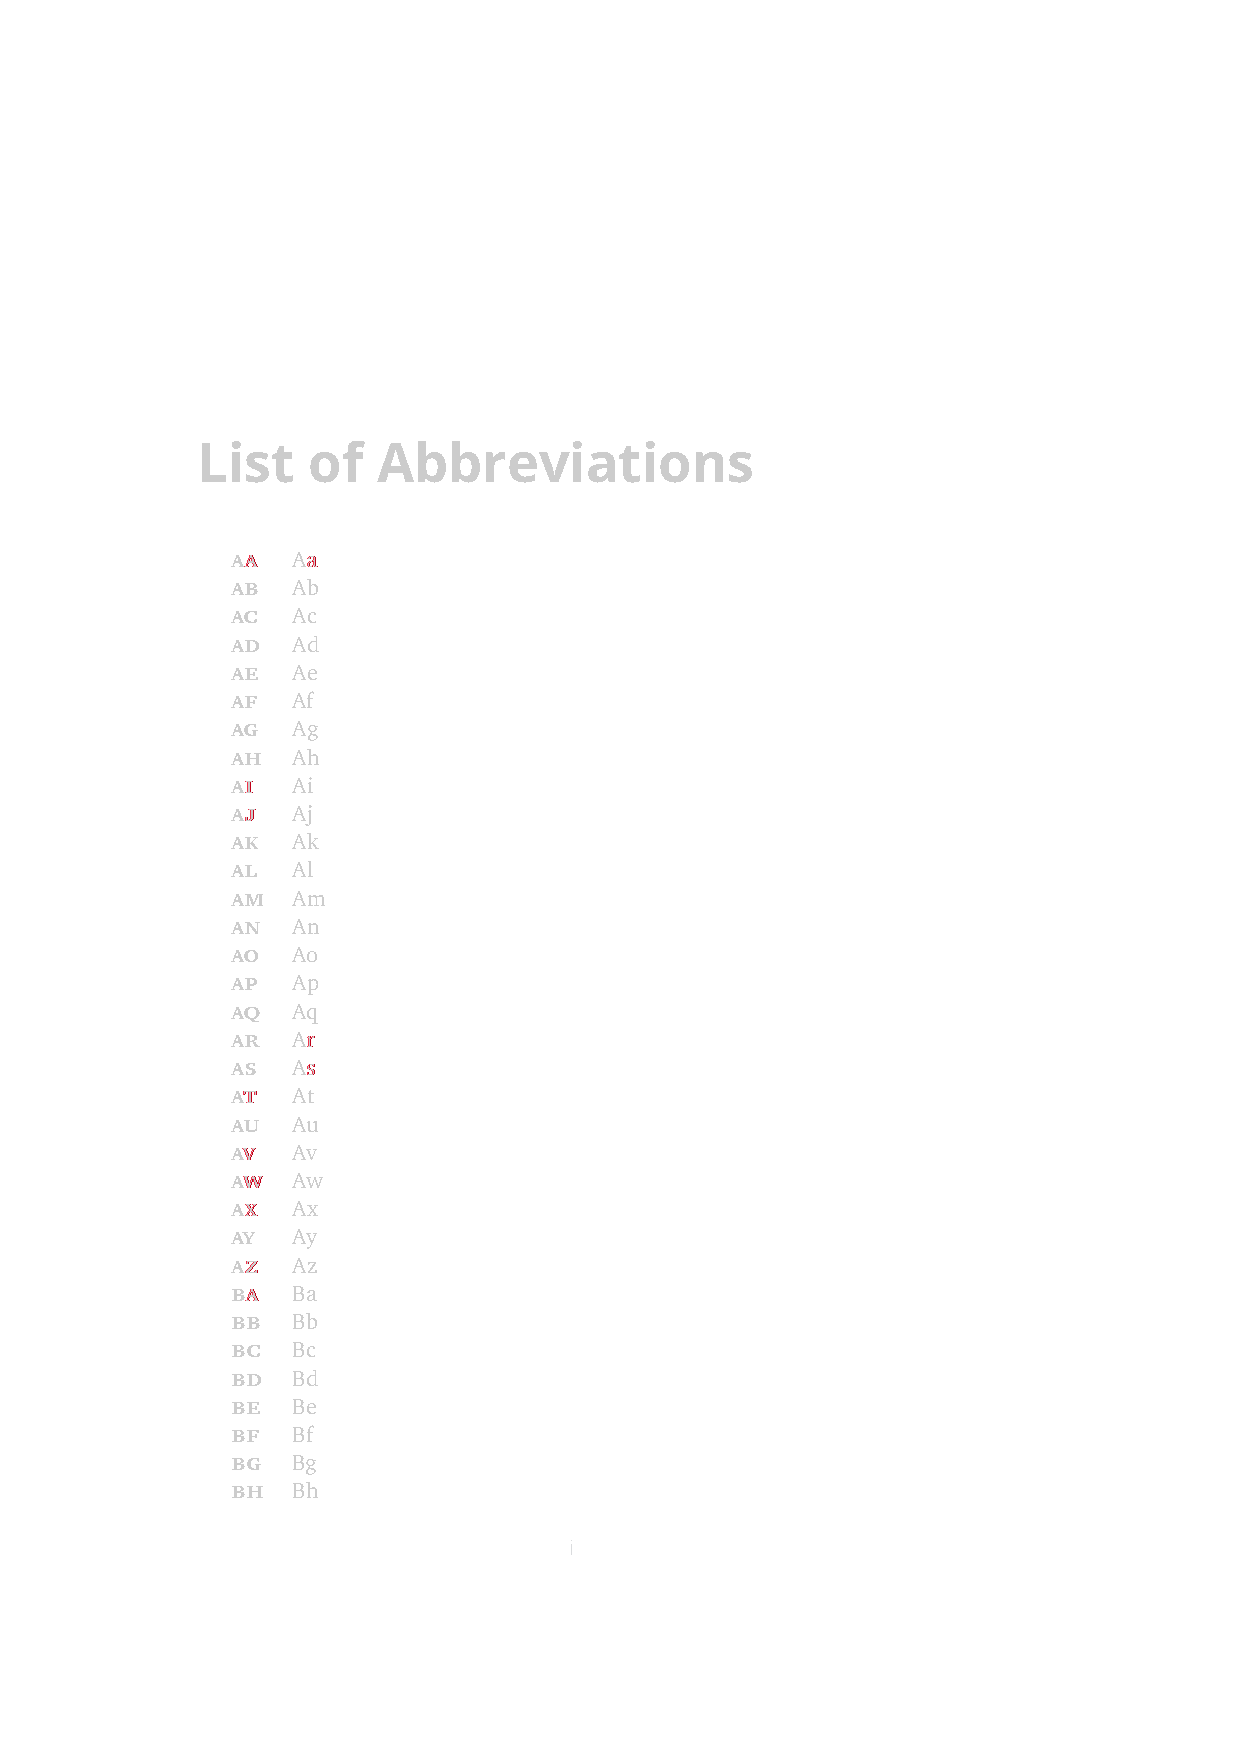 List of Abbreviations
AA Aa
AB Ab
AC Ac
AD Ad
AE Ae
AF Af
AG Ag
AH Ah
AI Ai
AJ Aj
AK Ak
AL Al
AM Am
AN An
AO Ao
AP Ap
AQ Aq
AR Ar
AS As
AT At
AU Au
AV Av
AW Aw
AX Ax
AY Ay
AZ Az
BA Ba
BB Bb
BC Bc
BD Bd
BE Be
BF Bf
BG Bg
BH Bh
i